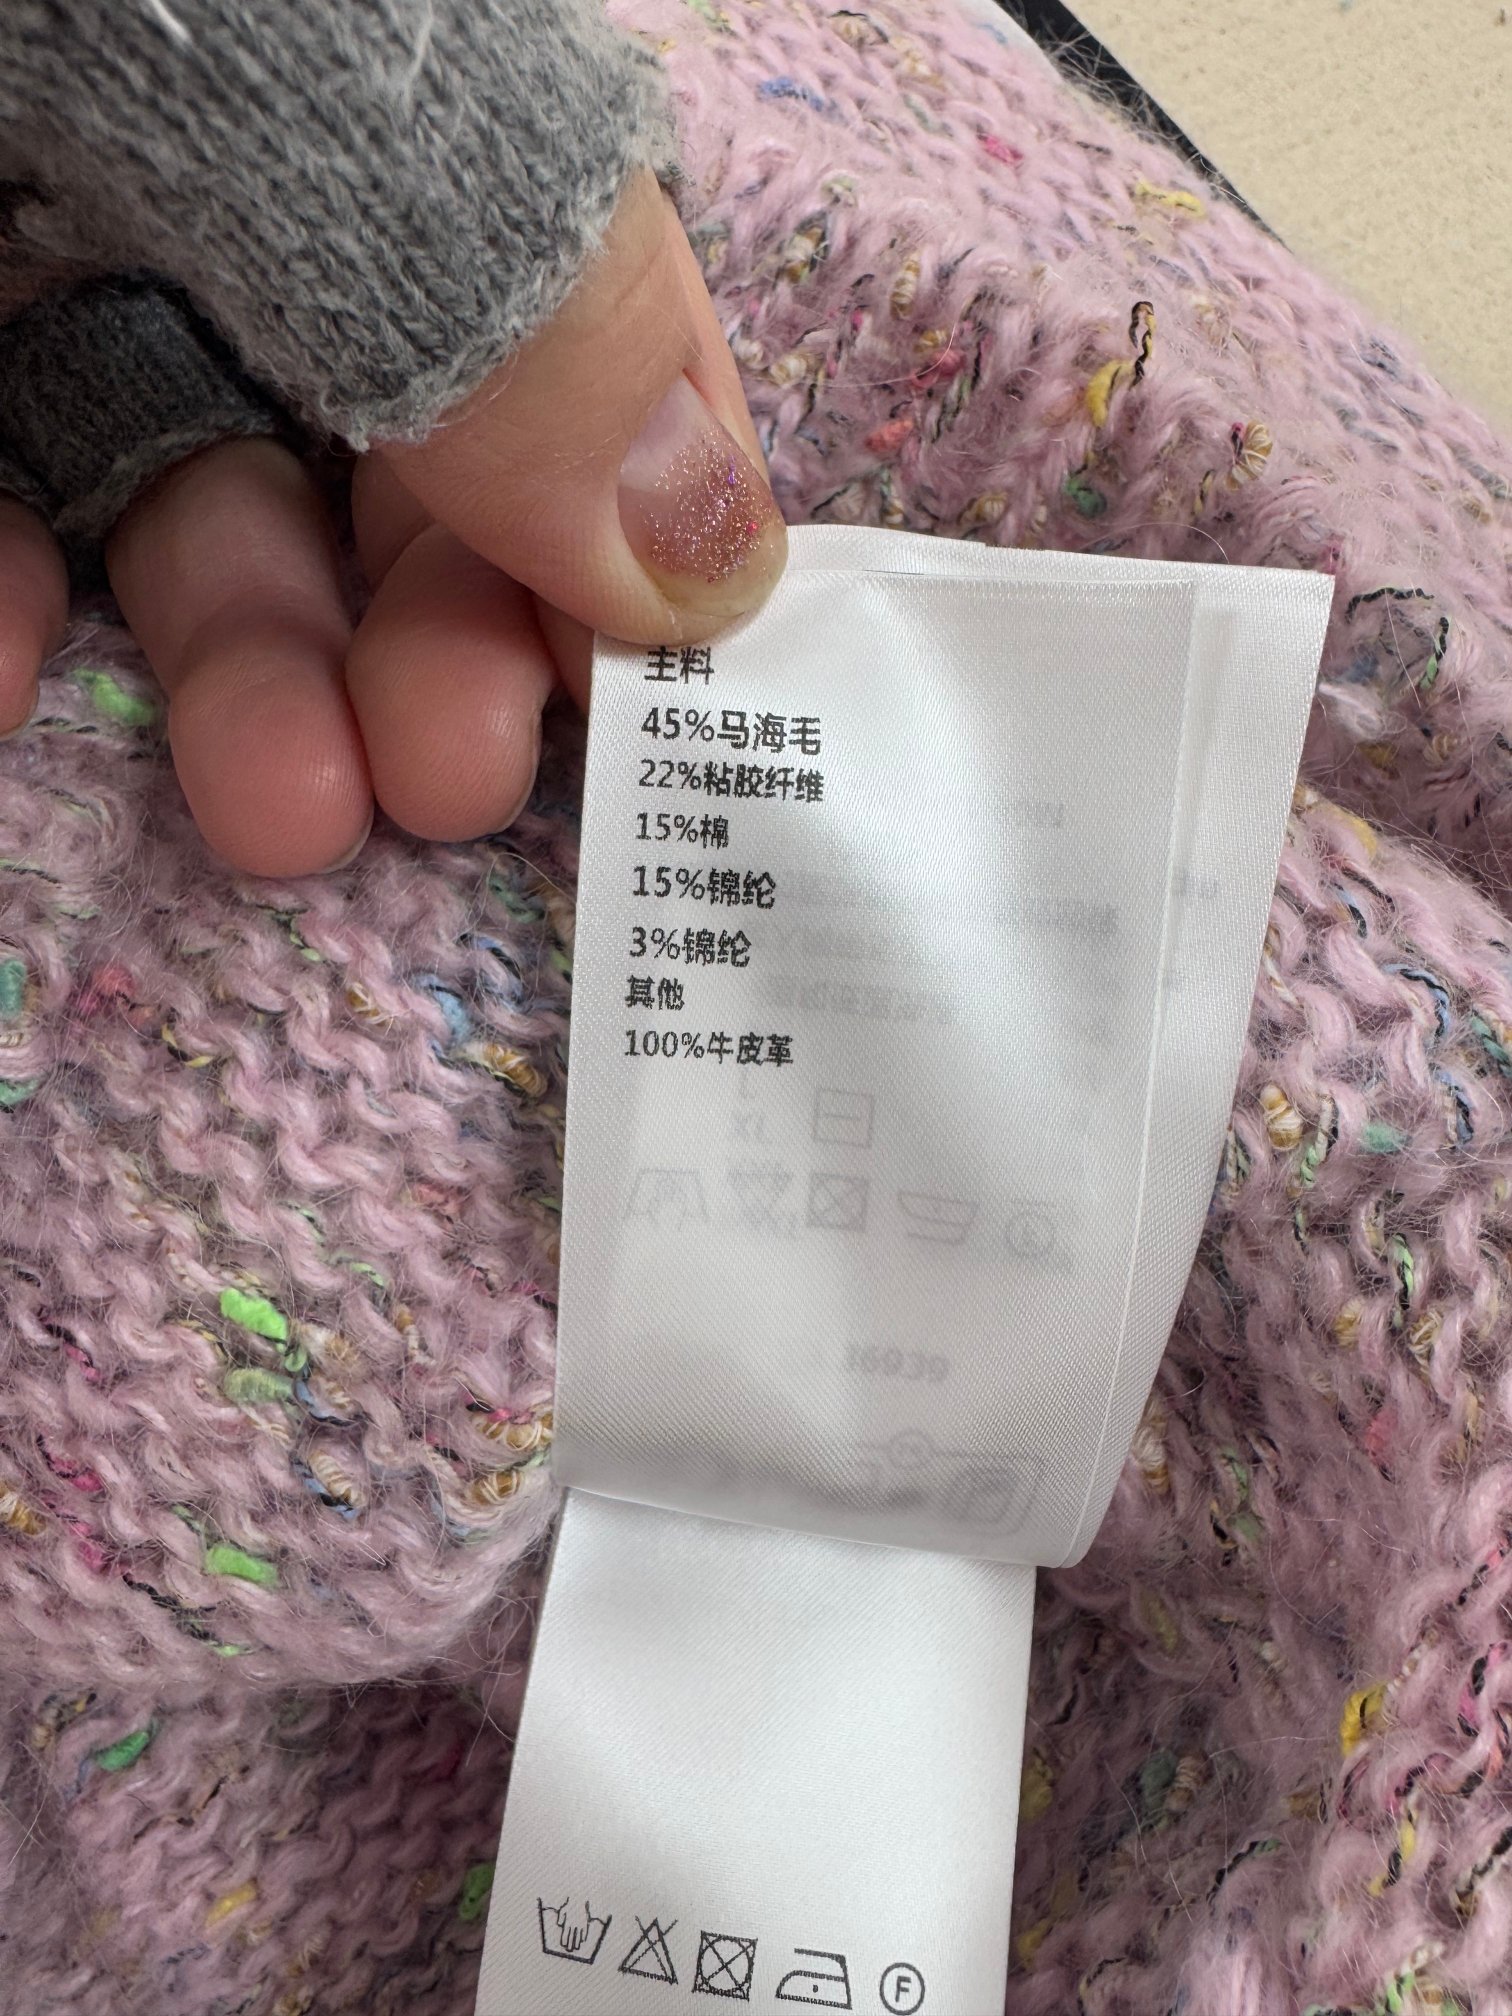 主料
45%马海毛
22%粘胶纤维
15%棉
15%锦纶
3%锦纶
其他
100%牛皮革
F